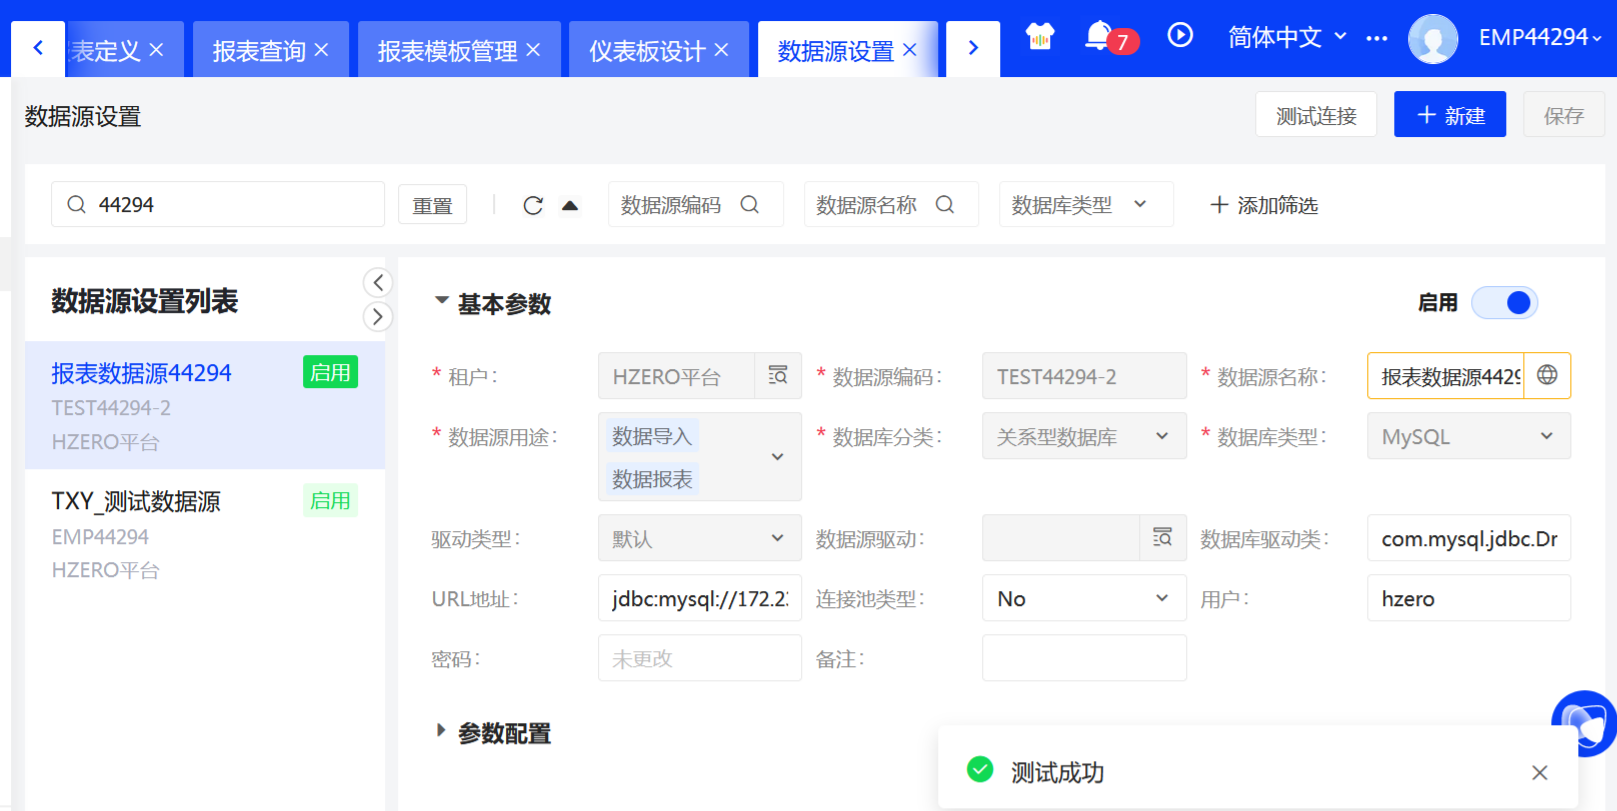 表定义 报表查询 报表模板管理 仪表板设计 数据源设置 7 简体中文 EMP44294
数据源设置 测试连接 新建 保存
44294 重置 数据源编码 数据源名称 数据库类型 添加筛选
数据源设置列表
报表数据源44294 启用
TEST44294-2
HZERO平台
TXY_测试数据源 启用
EMP44294
HZERO平台
基本参数 启用
* 租户: HZERO平台 * 数据源编码: TEST44294-2 * 数据源名称: 报表数据源4429
* 数据源用途: 数据导入 * 数据库分类: 关系型数据库 * 数据库类型: MySQL
数据报表
驱动类型: 默认 数据源驱动: 数据库驱动类: com.mysql.jdbc.Dr
URL地址: jdbc:mysql://172.23 连接池类型: No 用户: hzero
密码: 未更改 备注:
参数配置
测试成功